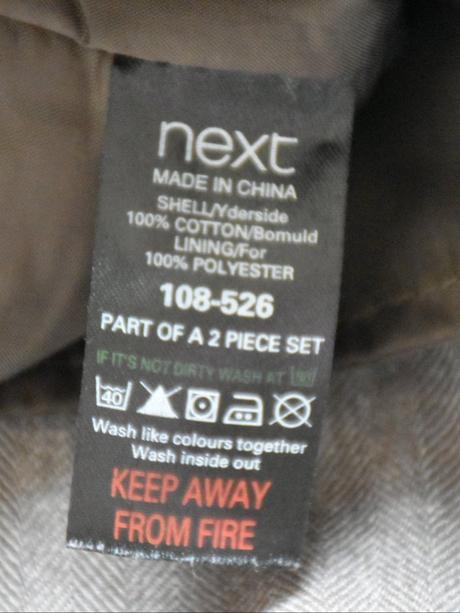 next
MADE IN CHINA
SHELL/Yderside
100% COTTON/Bomuld
LINING/For
100% POLYESTER
108-526
PART OF A 2 PIECE SET
IF IT'S NOT DIRTY WASH AT 30
40
Wash like colours together
Wash inside out
KEEP AWAY
FROM FIRE